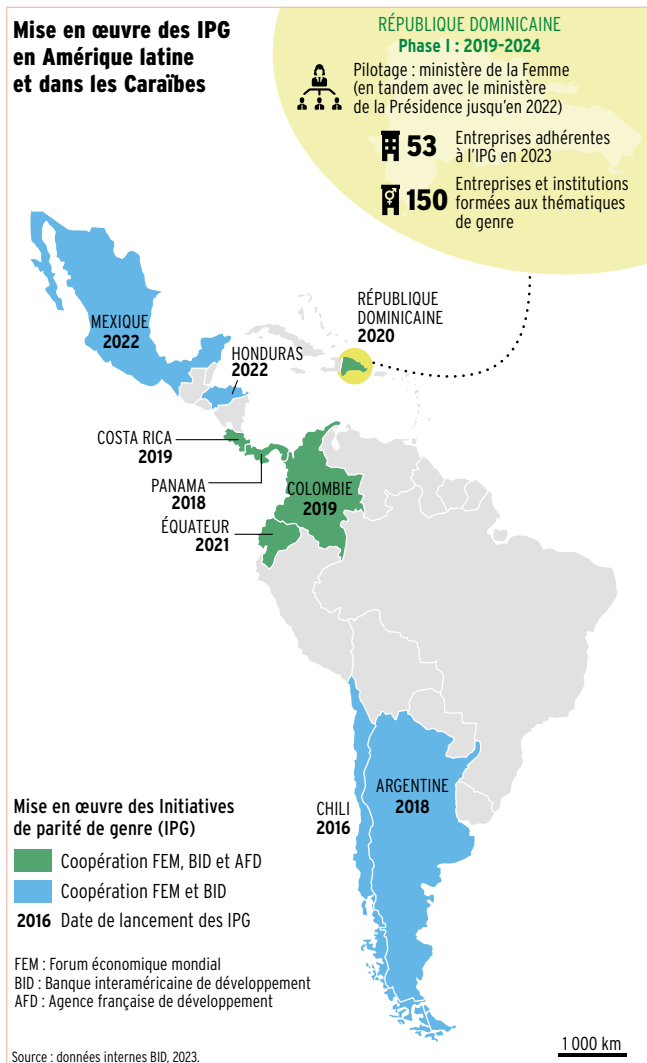 Mise en œuvre des IPG
en Amérique latine
et dans les Caraïbes
RÉPUBLIQUE DOMINICAINE
Phase I : 2019-2024
Pilotage : ministère de la Femme
(en tandem avec le ministère
de la Présidence jusqu'en 2022)
53 Entreprises adhérentes
à l'IPG en 2023
150 Entreprises et institutions
formées aux thématiques
de genre
RÉPUBLIQUE
DOMINICAINE
2020
MEXIQUE
2022
HONDURAS
2022
COSTA RICA
2019
PANAMA
2018
COLOMBIE
2019
ÉQUATEUR
2021
ARGENTINE
2018
CHILI
2016
Mise en œuvre des Initiatives
de parité de genre (IPG)
Coopération FEM, BID et AFD
Coopération FEM et BID
2016 Date de lancement des IPG
FEM : Forum économique mondial
BID : Banque interaméricaine de développement
AFD : Agence française de développement
Source : données internes BID, 2023.
1 000 km